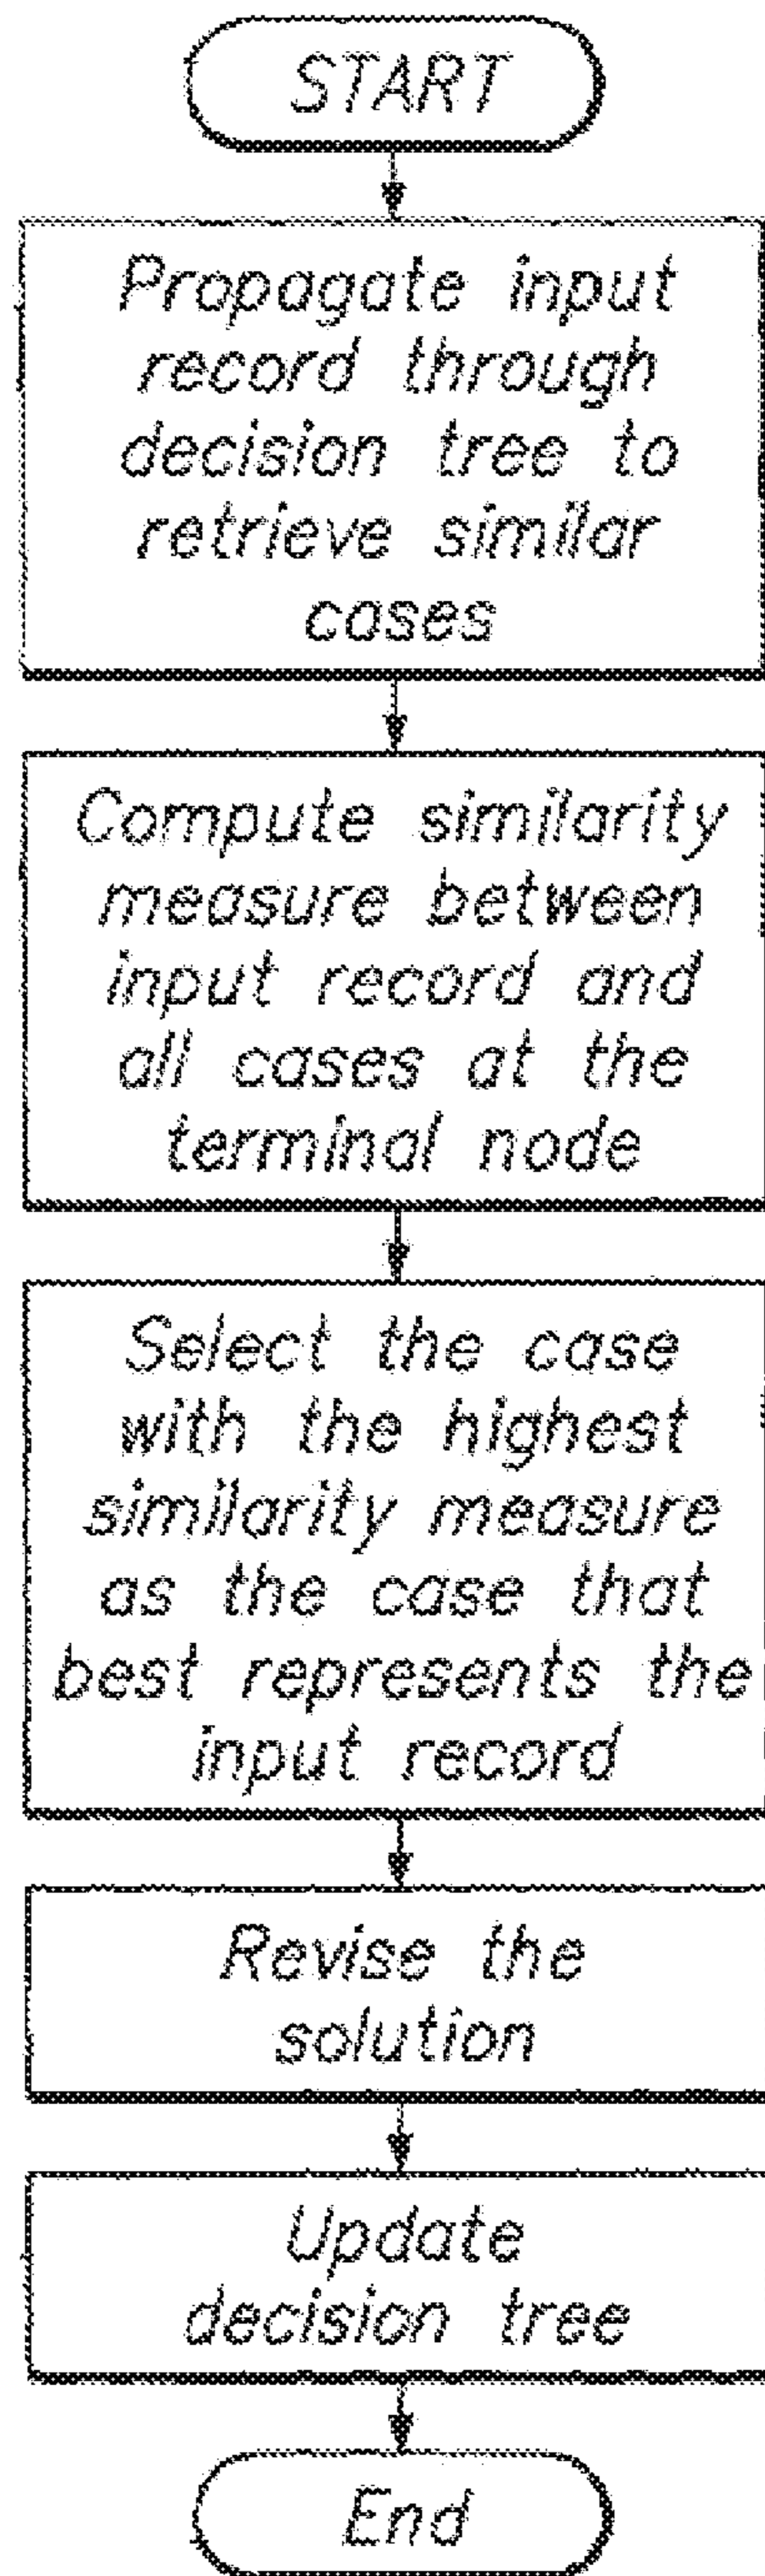 START
Propagate input
record through
decision tree to
retrieve similar
cases
Compute similarity
measure between
input record and
all cases at the
terminal node
Select the case
with the highest
similarity measure
as the case that
best represents the
input record
Revise the
solution
Update
decision tree
End